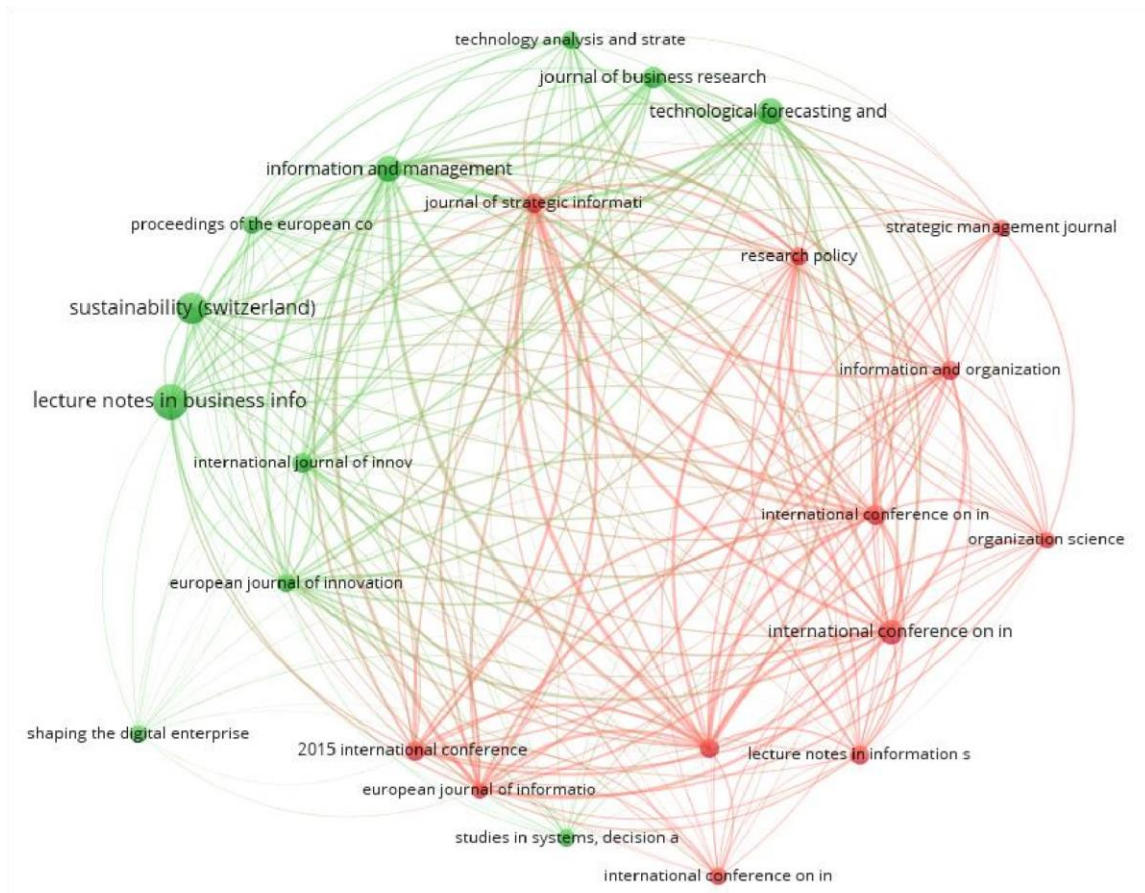 technology analysis and strate
journal of business research
technological forecasting and
information and management
journal of strategic informati
proceedings of the european co
strategic management journal
research policy
sustainability (switzerland)
information and organization
lecture notes in business info
international journal of innov
international conference on in
organization science
european journal of innovation
international conference on in
shaping the digital enterprise
2015 international conference
lecture notes in information s
european journal of informatio
studies in systems, decision a
international conference on in